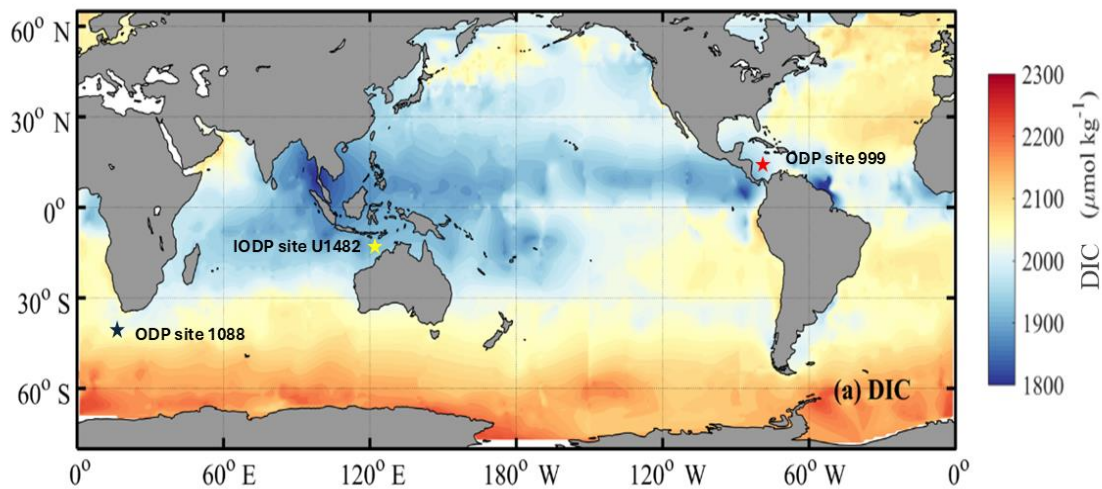 60° N
30° N
0°
30° S
60° S
ODP site 999
IODP site U1482
ODP site 1088
(a) DIC
0°
60° E
120° E
180° W
120° W
60° W
0°
2300
2200
2100
2000
1900
1800
DIC (μmol kg⁻¹)